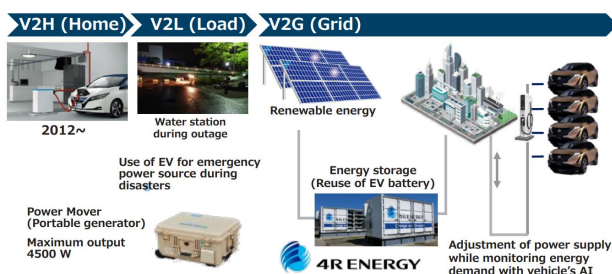 V2H (Home)
V2L (Load)
V2G (Grid)
2012~
Water station
during outage
Use of EV for emergency
power source during
disasters
Power Mover
(Portable generator)
Maximum output
4500 W
Renewable energy
Energy storage
(Reuse of EV battery)
4R ENERGY
4R ENERGY
Adjustment of power supply
while monitoring energy
demand with vehicle's AI